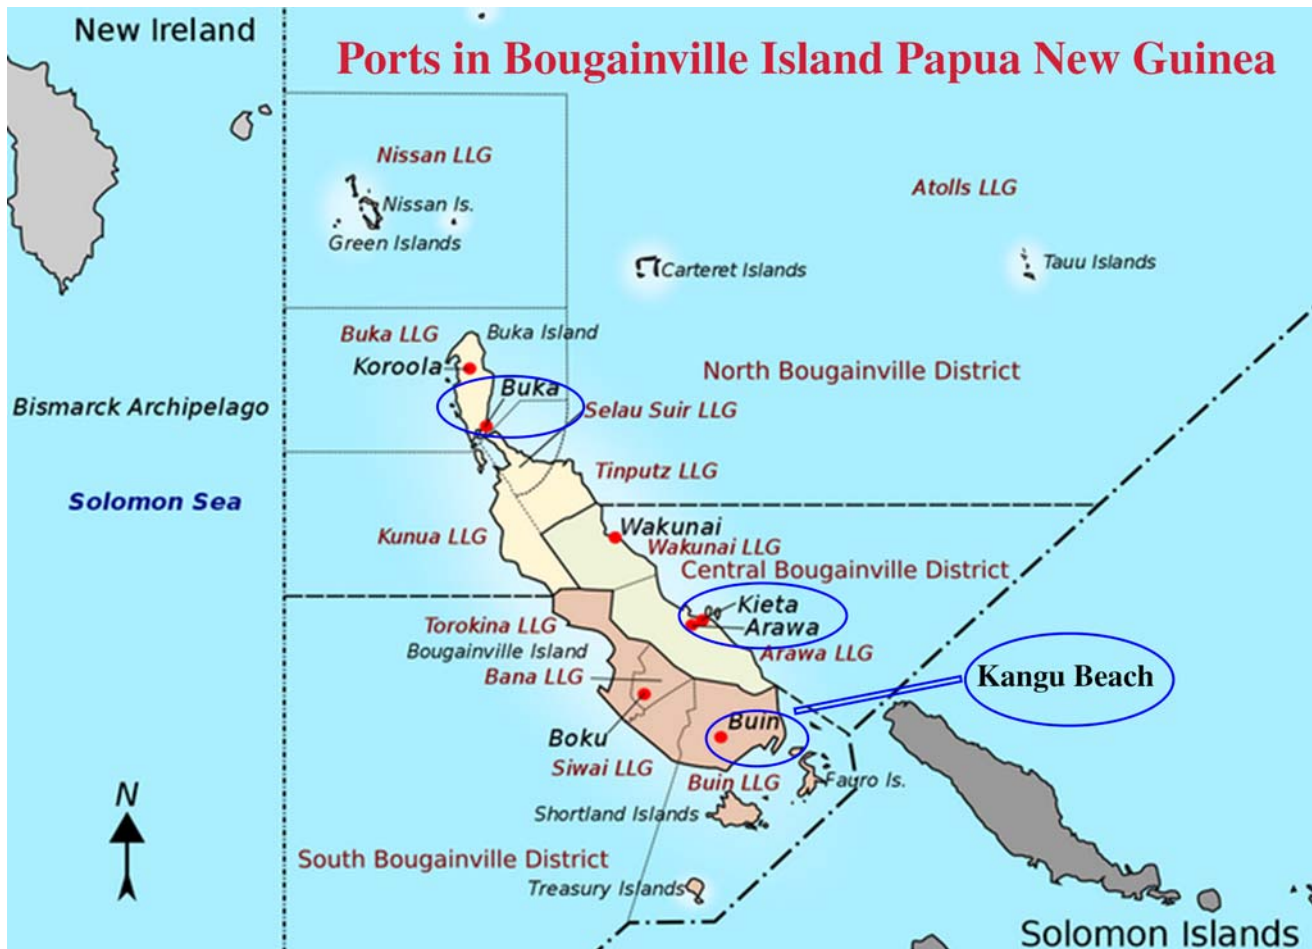 New Ireland
Ports in Bougainville Island Papua New Guinea
Nissan LLG
Nissan Is.
Green Islands
Atolls LLG
Carteret Islands
Tauu Islands
Buka LLG
Buka Island
Koroola
Buka
North Bougainville District
Bismarck Archipelago
Selau Suir LLG
Tinputz LLG
Solomon Sea
Kunua LLG
Wakunai
Wakunai LLG
Central Bougainville District
Kieta
Arawa
Torokina LLG
Bougainville Island
Arawa LLG
Bana LLG
Kangu Beach
Buin
Boku
Siwai LLG
Buin LLG
Fauro Is.
N
Shortland Islands
South Bougainville District
Treasury Islands
Solomon Islands